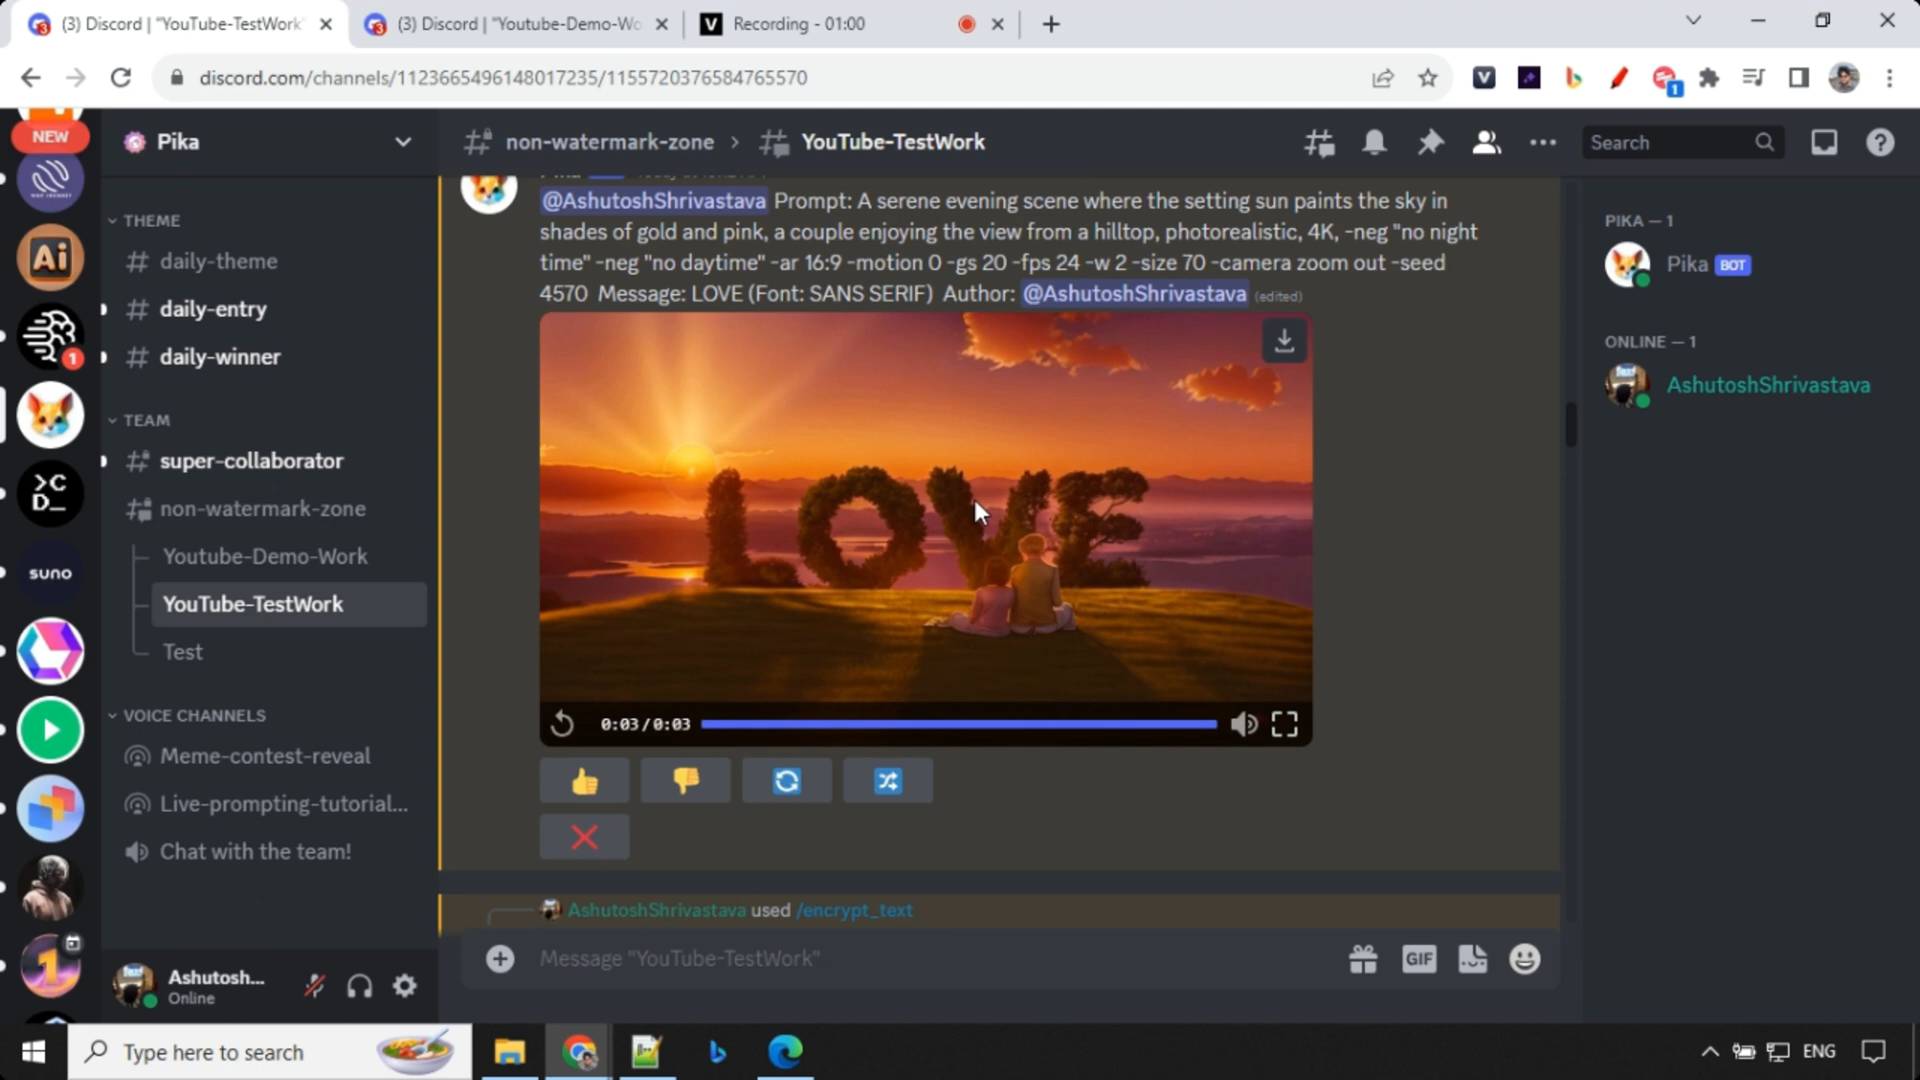 (3) Discord | "YouTube-TestWork"
(3) Discord | "Youtube-Demo-Wo
V
Recording - 01:00
discord.com/channels/1123665496148017235/1155720376584765570
V
1
NEW
Ai
1
>C
D_
suno
1
Pika
THEME
daily-theme
daily-entry
daily-winner
TEAM
super-collaborator
non-watermark-zone
Youtube-Demo-Work
YouTube-TestWork
Test
VOICE CHANNELS
Meme-contest-reveal
Live-prompting-tutorial...
Chat with the team!
Ashutosh...
Online
non-watermark-zone > YouTube-TestWork
Search
@AshutoshShrivastava Prompt: A serene evening scene where the setting sun paints the sky in
shades of gold and pink, a couple enjoying the view from a hilltop, photorealistic, 4K, -neg "no night
time" -neg "no daytime" -ar 16:9 -motion 0 -gs 20 -fps 24 -w 2 -size 70 -camera zoom out -seed
4570 Message: LOVE (Font: SANS SERIF) Author: @AshutoshShrivastava (edited)
LOVE
0:03/0:03
AshutoshShrivastava used /encrypt_text
Message "YouTube-TestWork"
GIF
PIKA — 1
Pika BOT
ONLINE — 1
AshutoshShrivastava
Type here to search
ENG